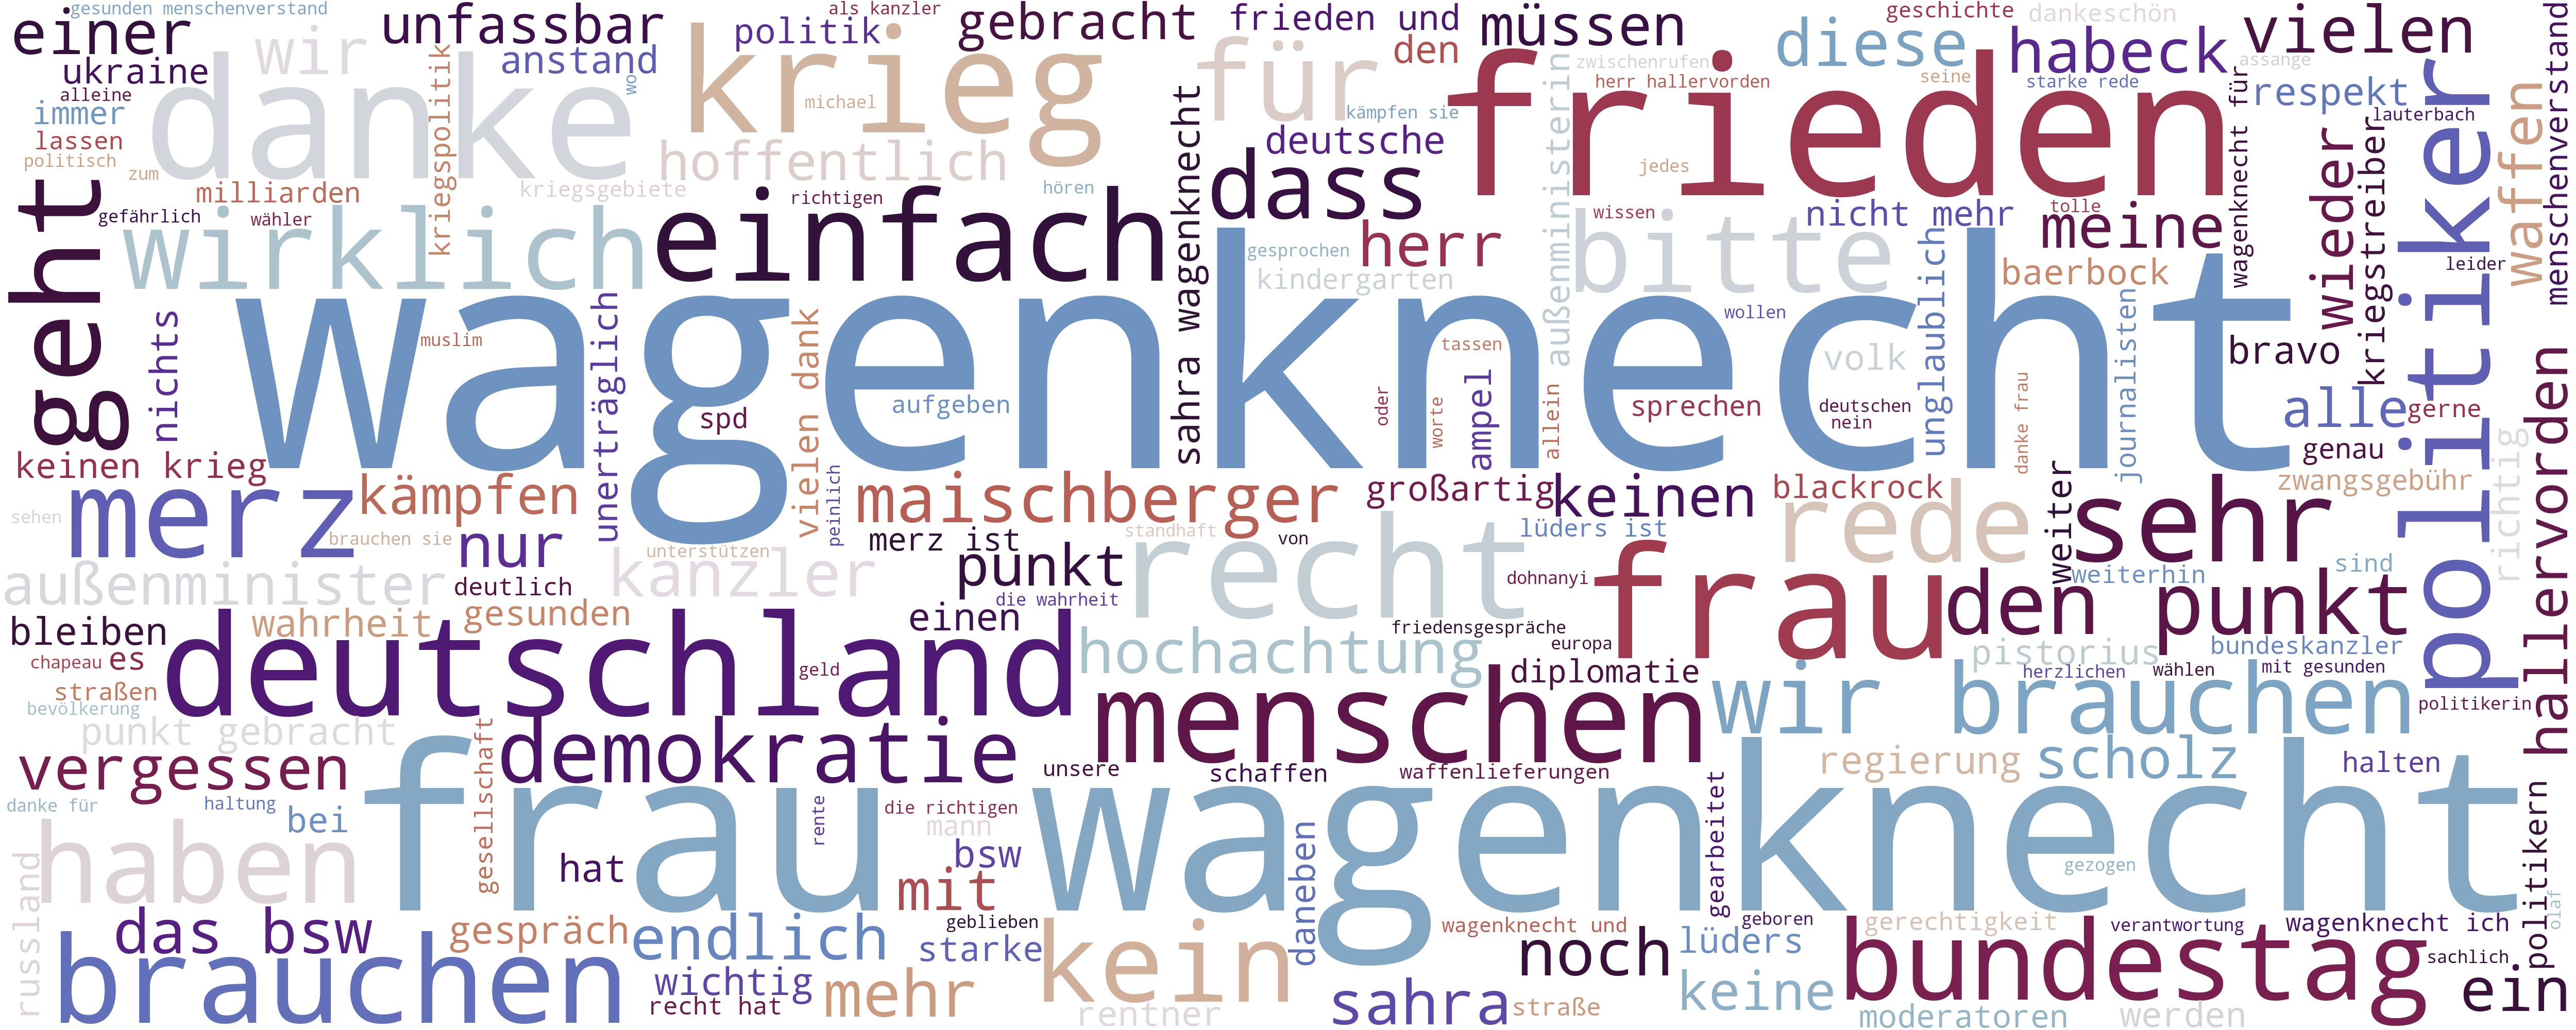 gesunden menschenverstand
als kanzler
einer
wir
unfassbar
politik
gebracht
frieden und
müssen
geschichte
dankeschön
vielen
menschenverstand
ukraine
anstand
krieg
für
den
diese
habeck
assange
zwischenrufen
herr hallervorden
seine
starke rede
alleine
danke
wo
michael
kämpfen sie
frieden
respekt
lauterbach
waffen
immer
lassen
politisch
zum
kriegspolitik
hoffentlich
deutsche
dass
jedes
wagenknecht für
wieder
kriegstreiber
politiker
milliarden
kriegsgebiete
richtigen
hören
sahra wagenknecht
außenministerin
geht
gefährlich
wähler
wirklich
einfach
wissen
nicht mehr
tolle
meine
herr
gesprochen
kindergarten
bitte
baerbock
leider
wagenknecht
nichts
muslim
unerträglich
vielen dank
spd
aufgeben
oder
worte
tassen
ampel
allein
wollen
volk
sprechen
deutschen
nein
unglaublich
danke frau
journalisten
bravo
alle
gerne
genau
hallervorden
keinen krieg
merz
kämpfen
maischberger
großartig
keinen
blackrock
rede
sehr
zwangsgebühr
richtig
sehen
brauchen sie
nur
peinlich
unterstützen
merz ist
standhaft
von
lüders ist
weiter
außenminister
kanzler
punkt
recht
dohnanyi
frau
weiterhin
sind
deutlich
die wahrheit
den punkt
bleiben
wahrheit
gesunden
einen
friedensgespräche
europa
hochachtung
pistorius
bundeskanzler
chapeau
es
deutschland
geld
diplomatie
herzlichen
wählen
mit gesunden
straßen
bevölkerung
menschen
wir brauchen
politikerin
punkt gebracht
gesellschaft
demokratie
vergessen
unsere
schaffen
waffenlieferungen
gearbeitet
regierung
scholz
halten
politikern
danke für
haltung
bei
frau wagenknecht
rente
die richtigen
mann
haben
hat
bsw
mit
daneben
gezogen
olaf
russland
das bsw
gespräch
endlich
geblieben
starke
kein
wagenknecht und
geboren
gerechtigkeit
verantwortung
wagenknecht ich
brauchen
wichtig
recht hat
mehr
rentner
sahra
straße
noch
lüders
keine
bundestag
moderatoren
werden
sachlich
ein